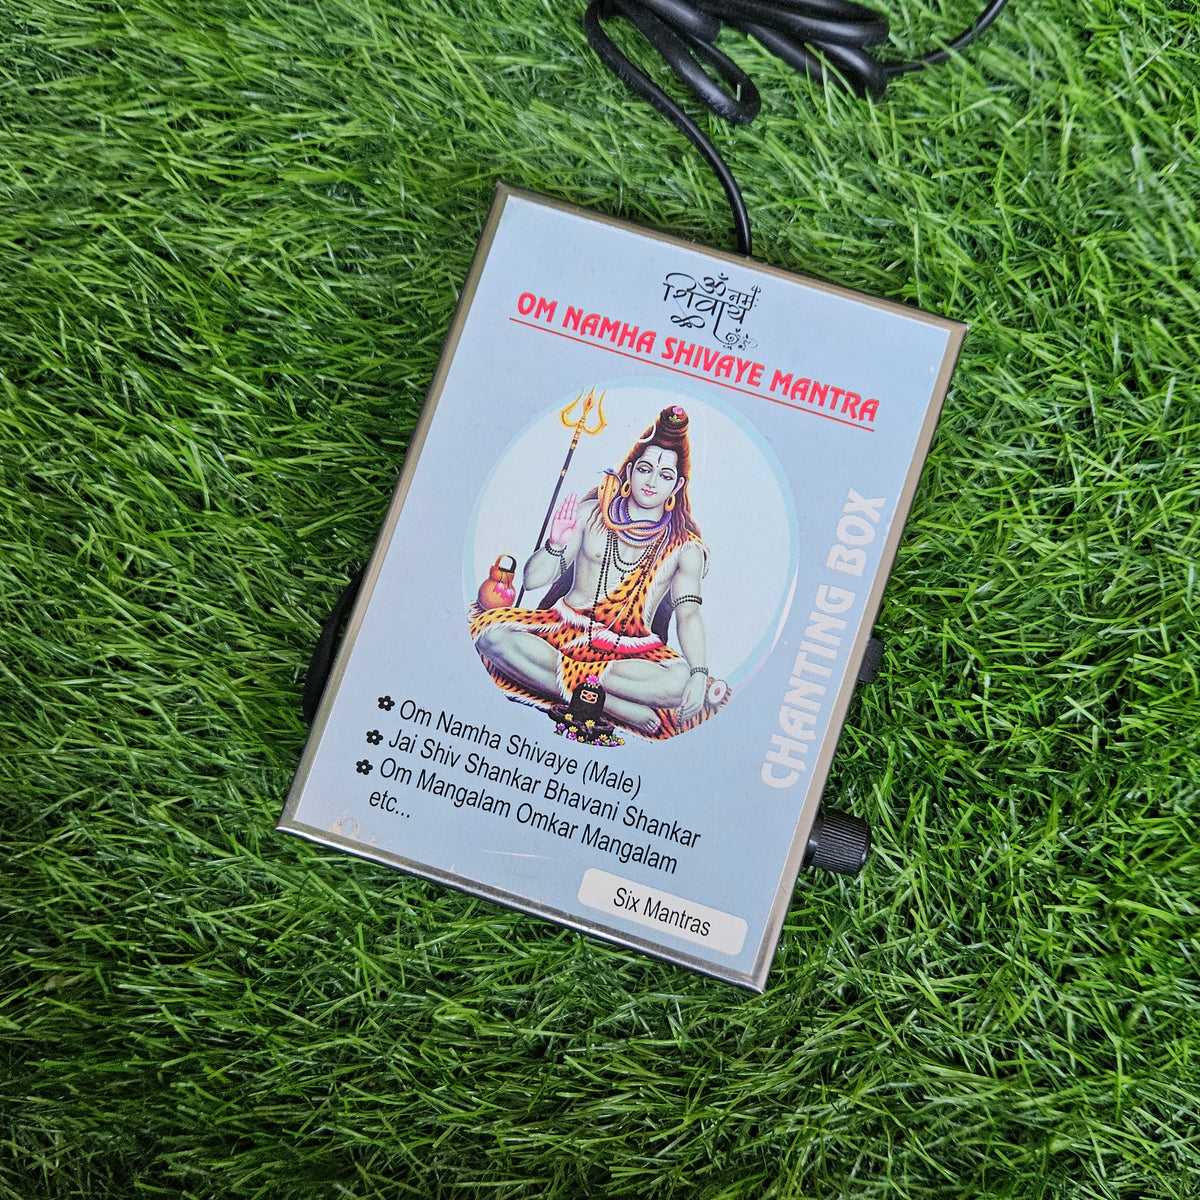 ॐ नमः
शिवाय
OM NAMHA SHIVAYE MANTRA
CHANTING BOX
Om Namha Shivaye (Male)
Jai Shiv Shankar Bhavani Shankar
Om Mangalam Omkar Mangalam
etc...
Six Mantras